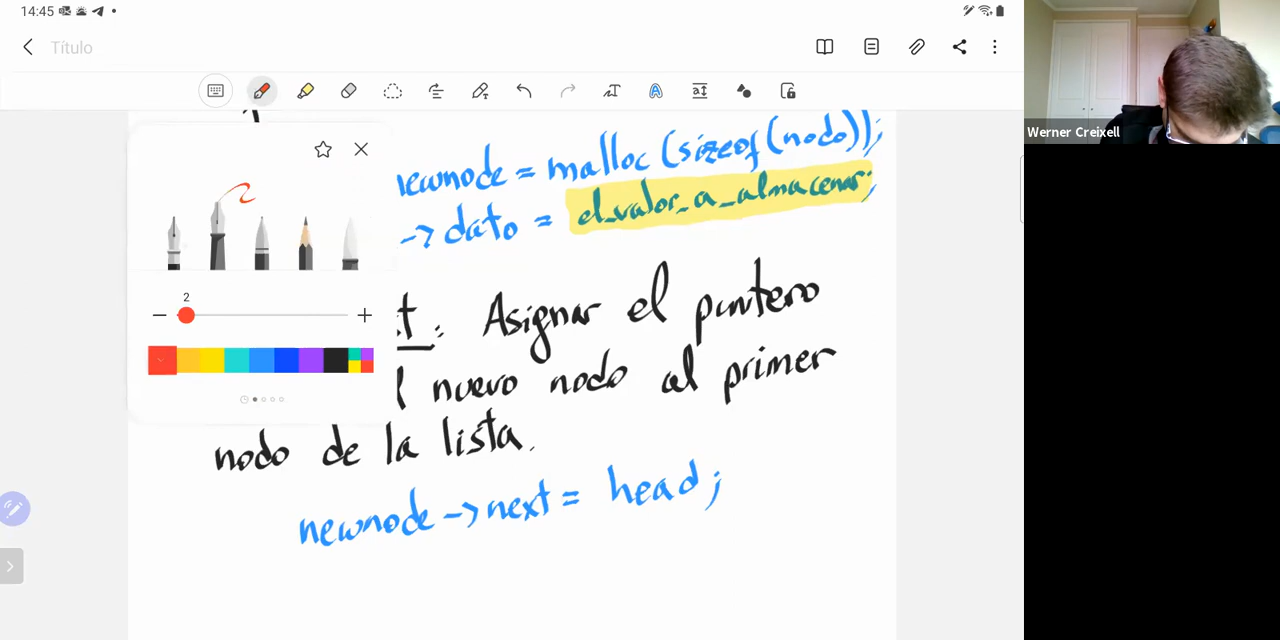 14:45
Título
newnode = malloc (sizeof (nodo));
→ dato = el_valor_a_almacenar;
2
t: Asignar el puntero
l nuevo nodo al primer
nodo de la lista.
newnode → next = head;
Werner Creixell